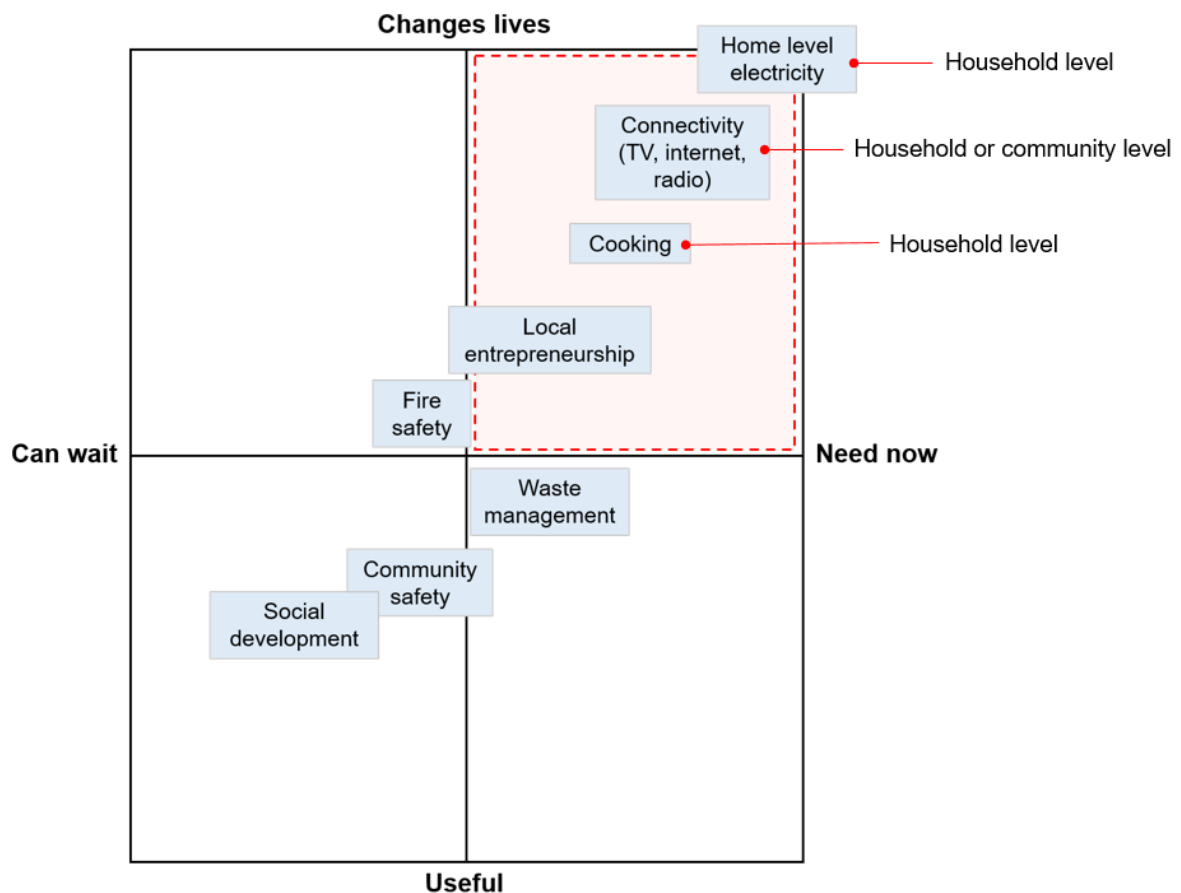 Changes lives
Home level
electricity
Household level
Connectivity
(TV, internet,
radio)
Household or community level
Cooking
Household level
Local
entrepreneurship
Fire
safety
Can wait
Need now
Waste
management
Community
safety
Social
development
Useful